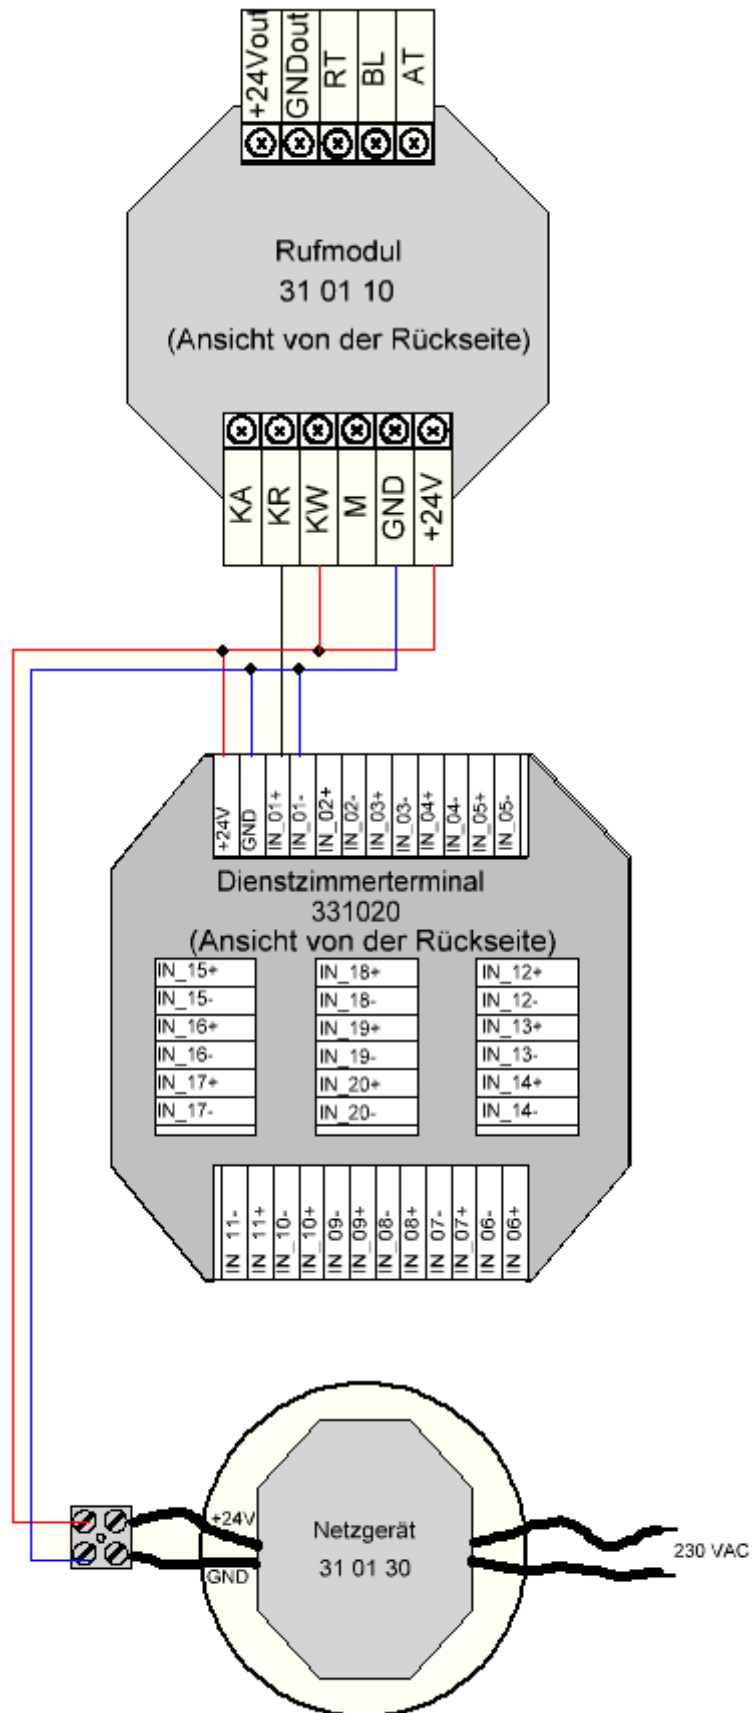 +24Vout
GNDout
RT
BL
AT
Rufmodul
31 01 10
(Ansicht von der Rückseite)
KA
KR
KW
M
GND
+24V
+24V
GND
IN_01+
IN_01-
IN_02+
IN_02-
IN_03+
IN_03-
IN_04+
IN_04-
IN_05+
IN_05-
Dienstzimmerterminal
331020
(Ansicht von der Rückseite)
IN_15+
IN_15-
IN_16+
IN_16-
IN_17+
IN_17-
IN_18+
IN_18-
IN_19+
IN_19-
IN_20+
IN_20-
IN_12+
IN_12-
IN_13+
IN_13-
IN_14+
IN_14-
IN_11-
IN_11+
IN_10-
IN_10+
IN_09-
IN_09+
IN_08-
IN_08+
IN_07-
IN_07+
IN_06-
IN_06+
+24V
GND
Netzgerät
31 01 30
230 VAC